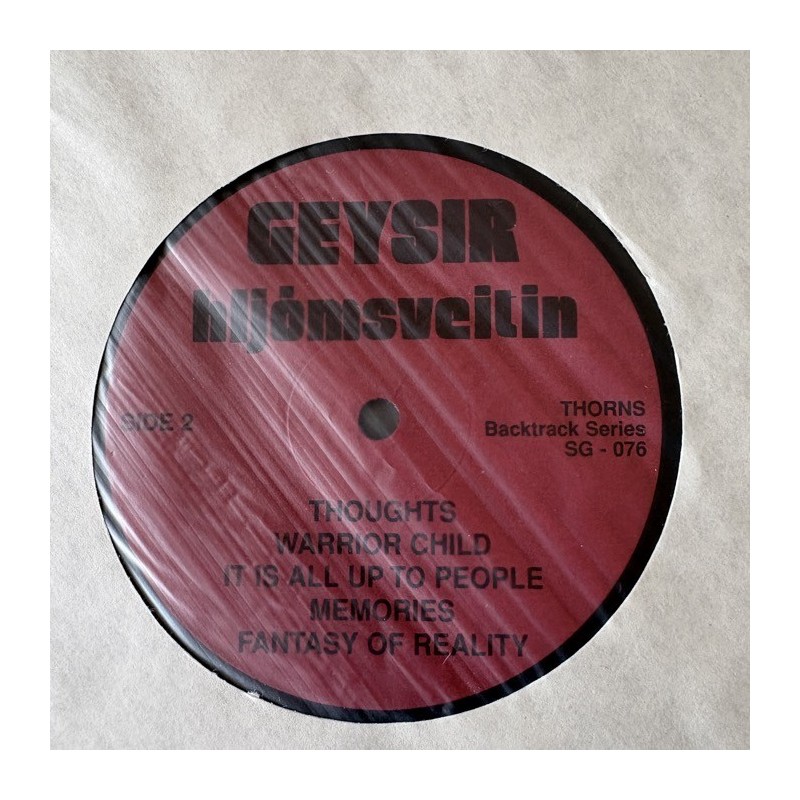 GEYSIR
hljómsveitin
SIDE 2
THORNS
Backtrack Series
SG - 076
THOUGHTS
WARRIOR CHILD
IT IS ALL UP TO PEOPLE
MEMORIES
FANTASY OF REALITY